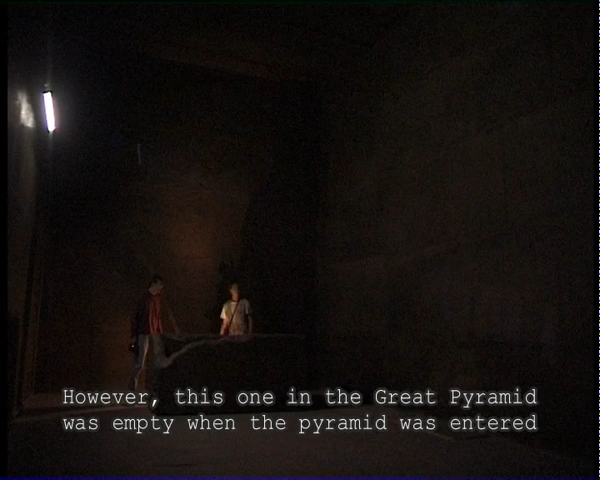 However, this one in the Great Pyramid
was empty when the pyramid was entered